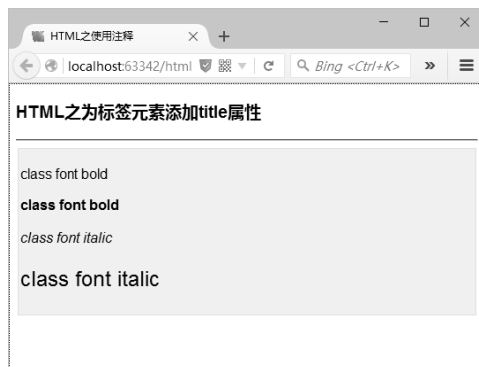 HTML之使用注释
localhost:63342/html
Bing <Ctrl+K>
HTML之为标签元素添加title属性
class font bold
class font bold
class font italic
class font italic